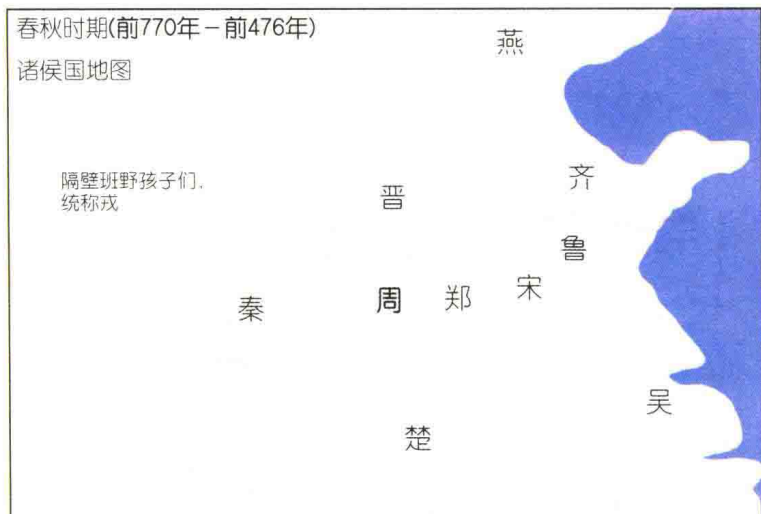 春秋时期(前770年－前476年)
燕
诸侯国地图
隔壁班野孩子们，
统称戎
齐
晋
鲁
秦
周
郑
宋
吴
楚